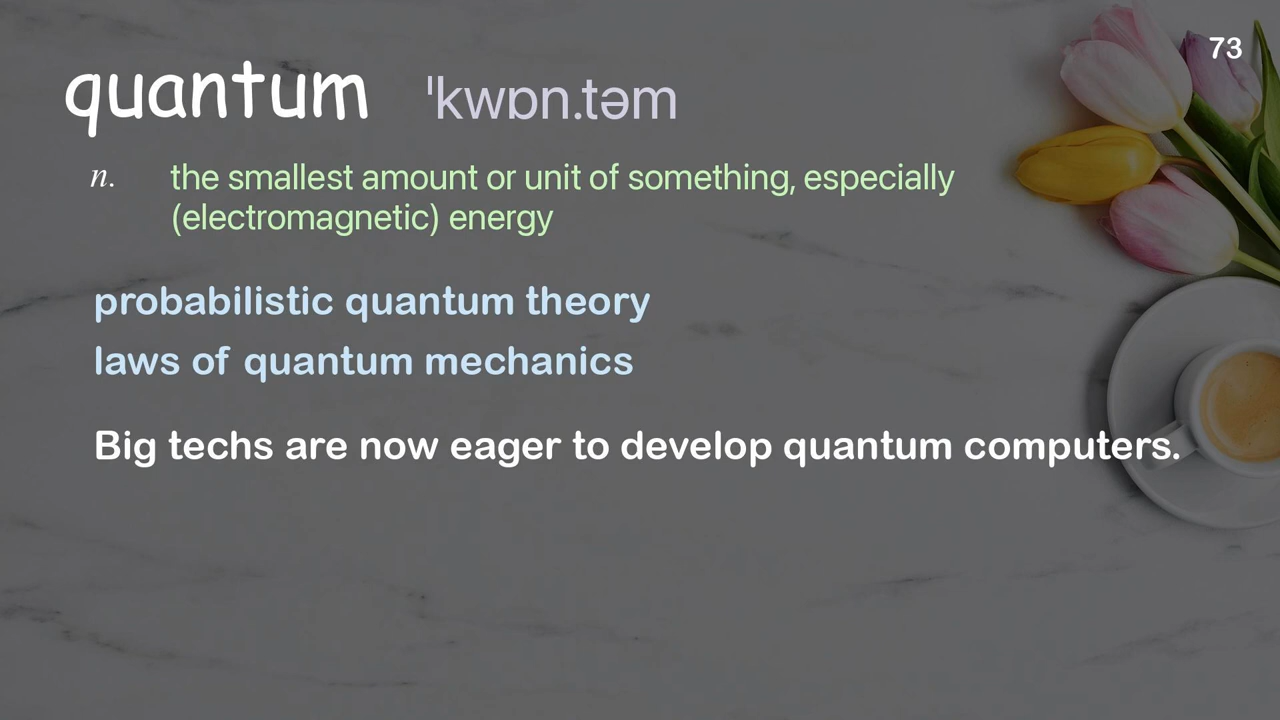 73
quantum ˈkwɒn.təm
n. the smallest amount or unit of something, especially
(electromagnetic) energy
probabilistic quantum theory
laws of quantum mechanics
Big techs are now eager to develop quantum computers.